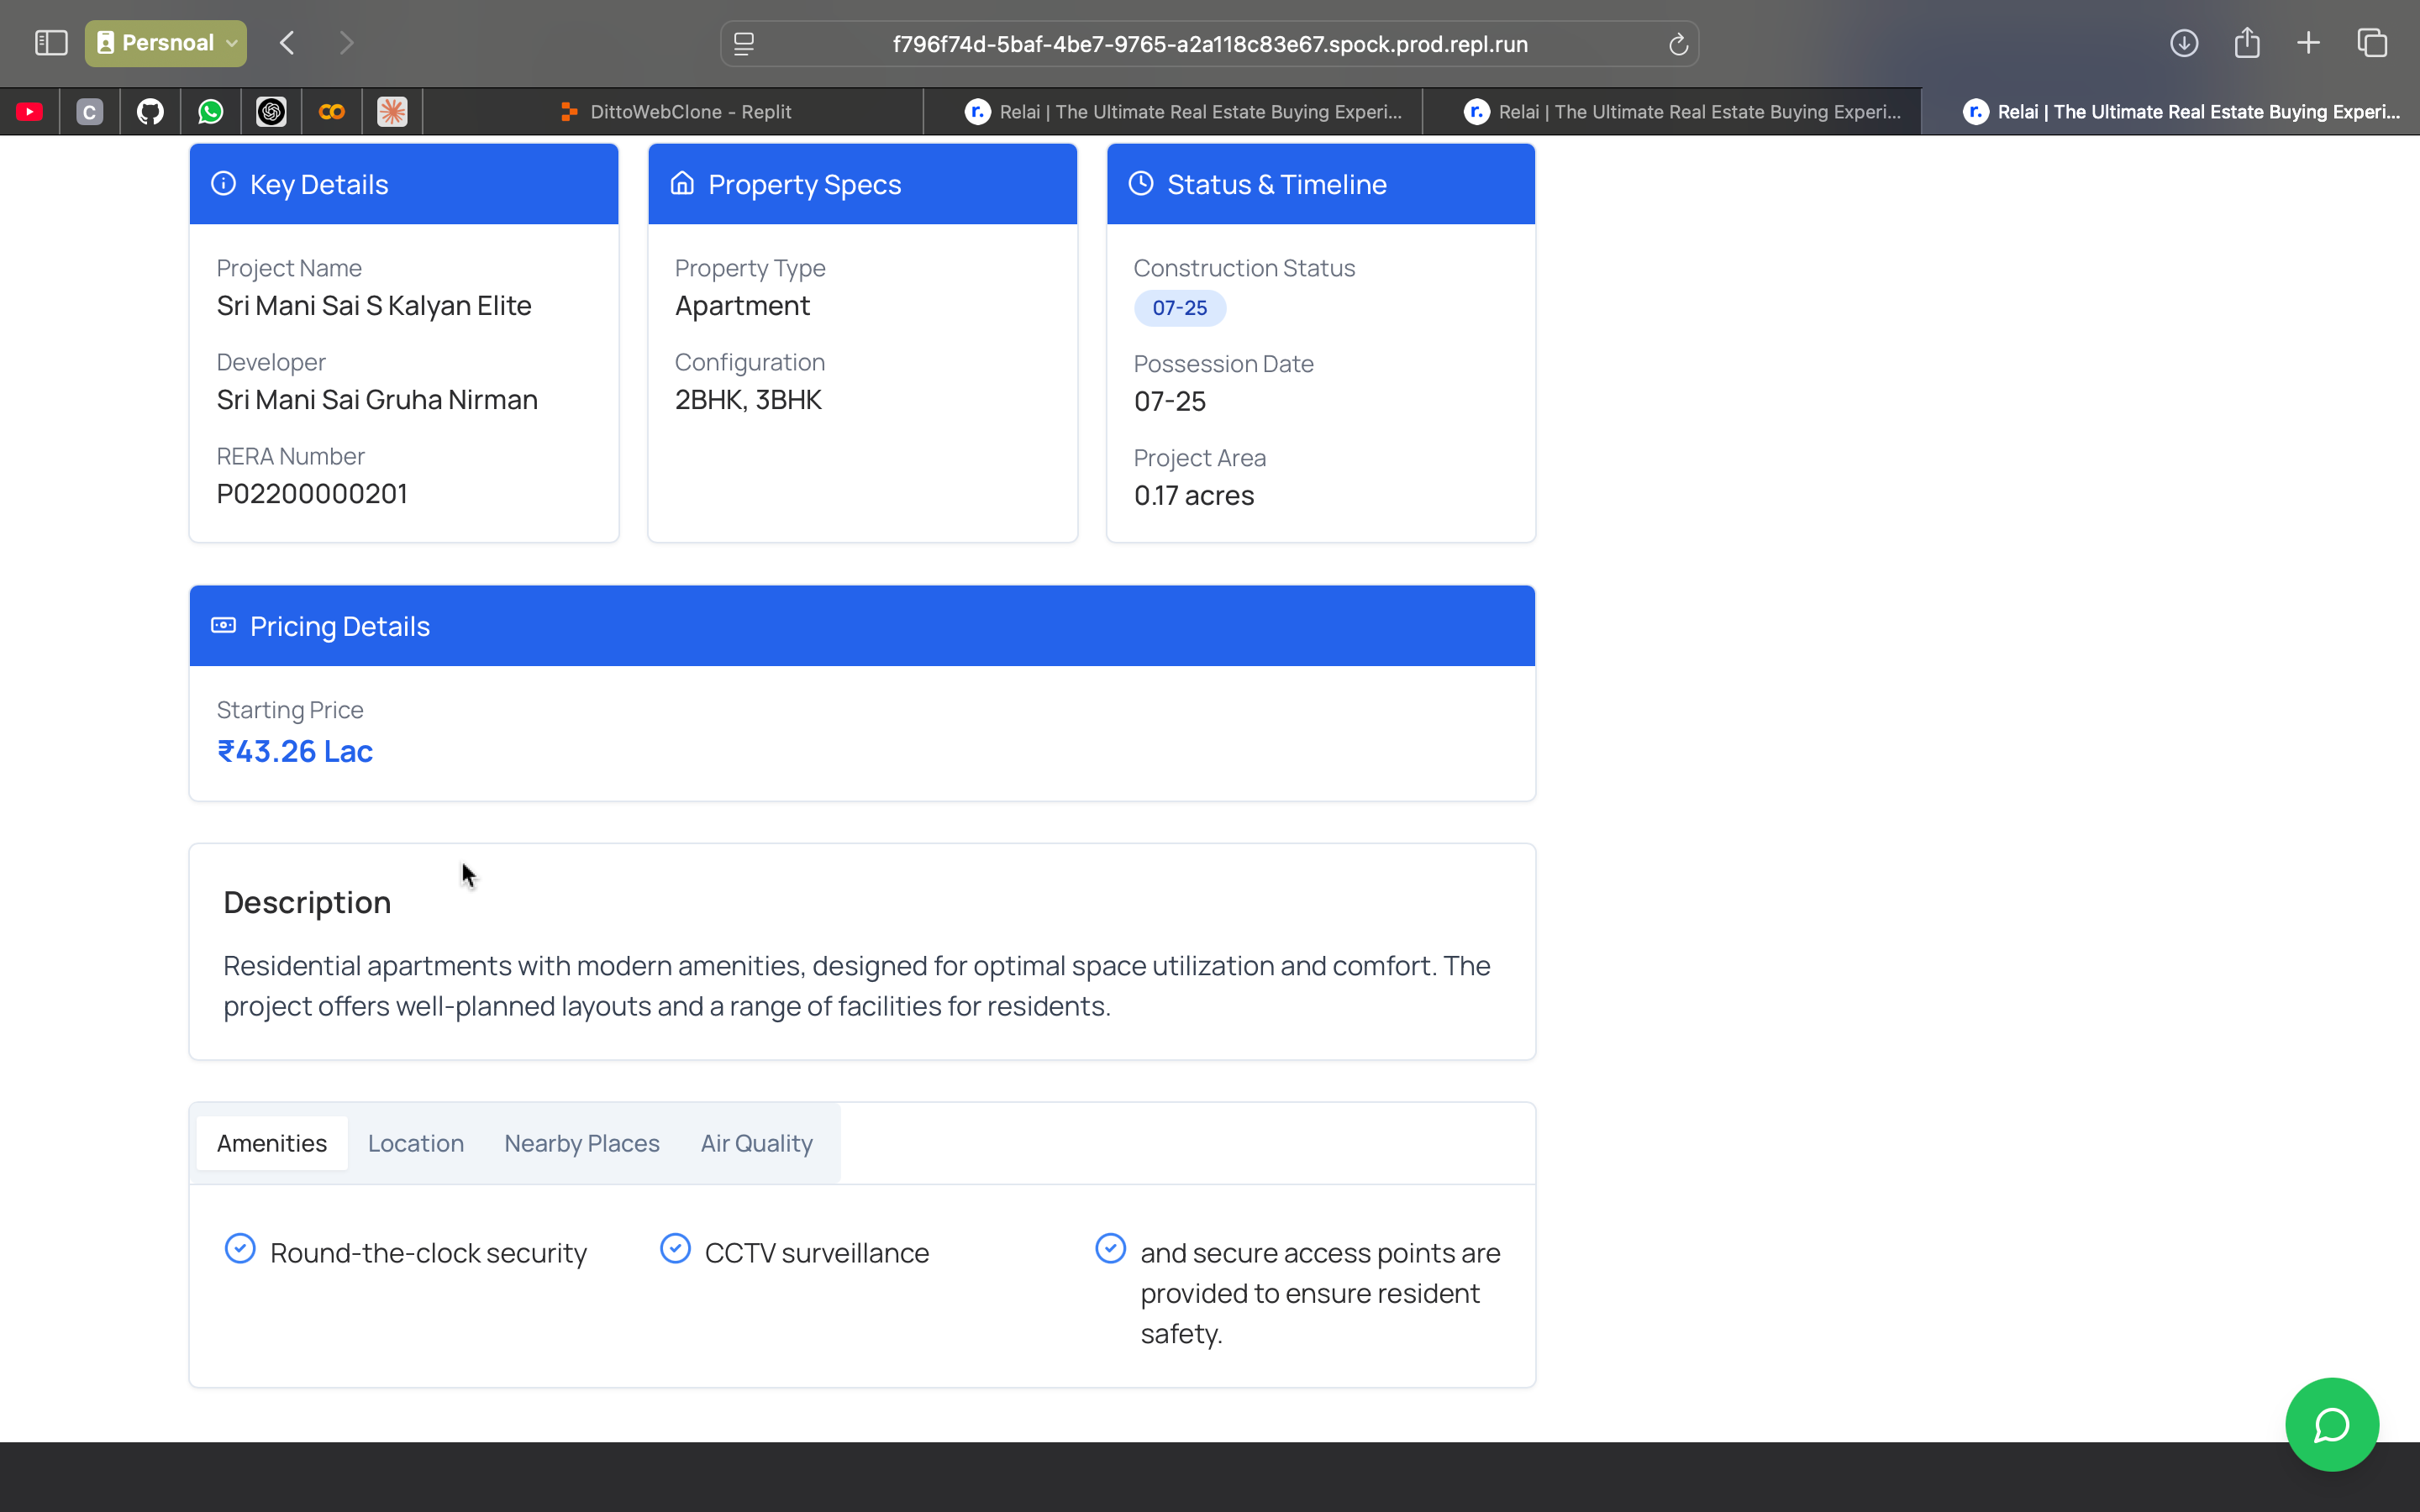 Persnoal
f796f74d-5baf-4be7-9765-a2a118c83e67.spock.prod.repl.run
C
DittoWebClone - Replit
r. Relai | The Ultimate Real Estate Buying Experi...
r. Relai | The Ultimate Real Estate Buying Experi...
r. Relai | The Ultimate Real Estate Buying Experi...
Key Details
Project Name
Sri Mani Sai S Kalyan Elite
Developer
Sri Mani Sai Gruha Nirman
RERA Number
P02200000201
Property Specs
Property Type
Apartment
Configuration
2BHK, 3BHK
Status & Timeline
Construction Status
07-25
Possession Date
07-25
Project Area
0.17 acres
Pricing Details
Starting Price
₹43.26 Lac
Description
Residential apartments with modern amenities, designed for optimal space utilization and comfort. The
project offers well-planned layouts and a range of facilities for residents.
Amenities Location Nearby Places Air Quality
Round-the-clock security
CCTV surveillance
and secure access points are
provided to ensure resident
safety.